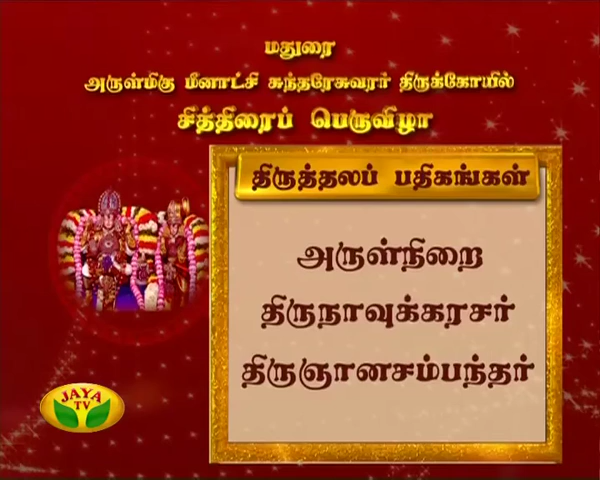 மதுரை
அருள்மிகு மீனாட்சி சுந்தரேசுவரர் திருக்கோயில்
சித்திரைப் பெருவிழா
திருத்தலப் பதிகங்கள்
அருள்நிறை
திருநாவுக்கரசர்
திருஞானசம்பந்தர்
JAYA
TV